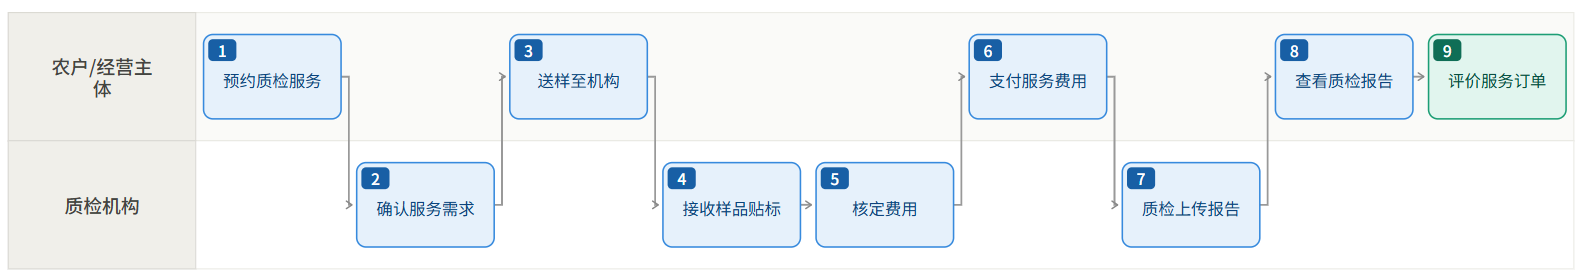 农户/经营主
体
1
预约质检服务
3
送样至机构
6
支付服务费用
8
查看质检报告
9
评价服务订单
质检机构
2
确认服务需求
4
接收样品贴标
5
核定费用
7
质检上传报告